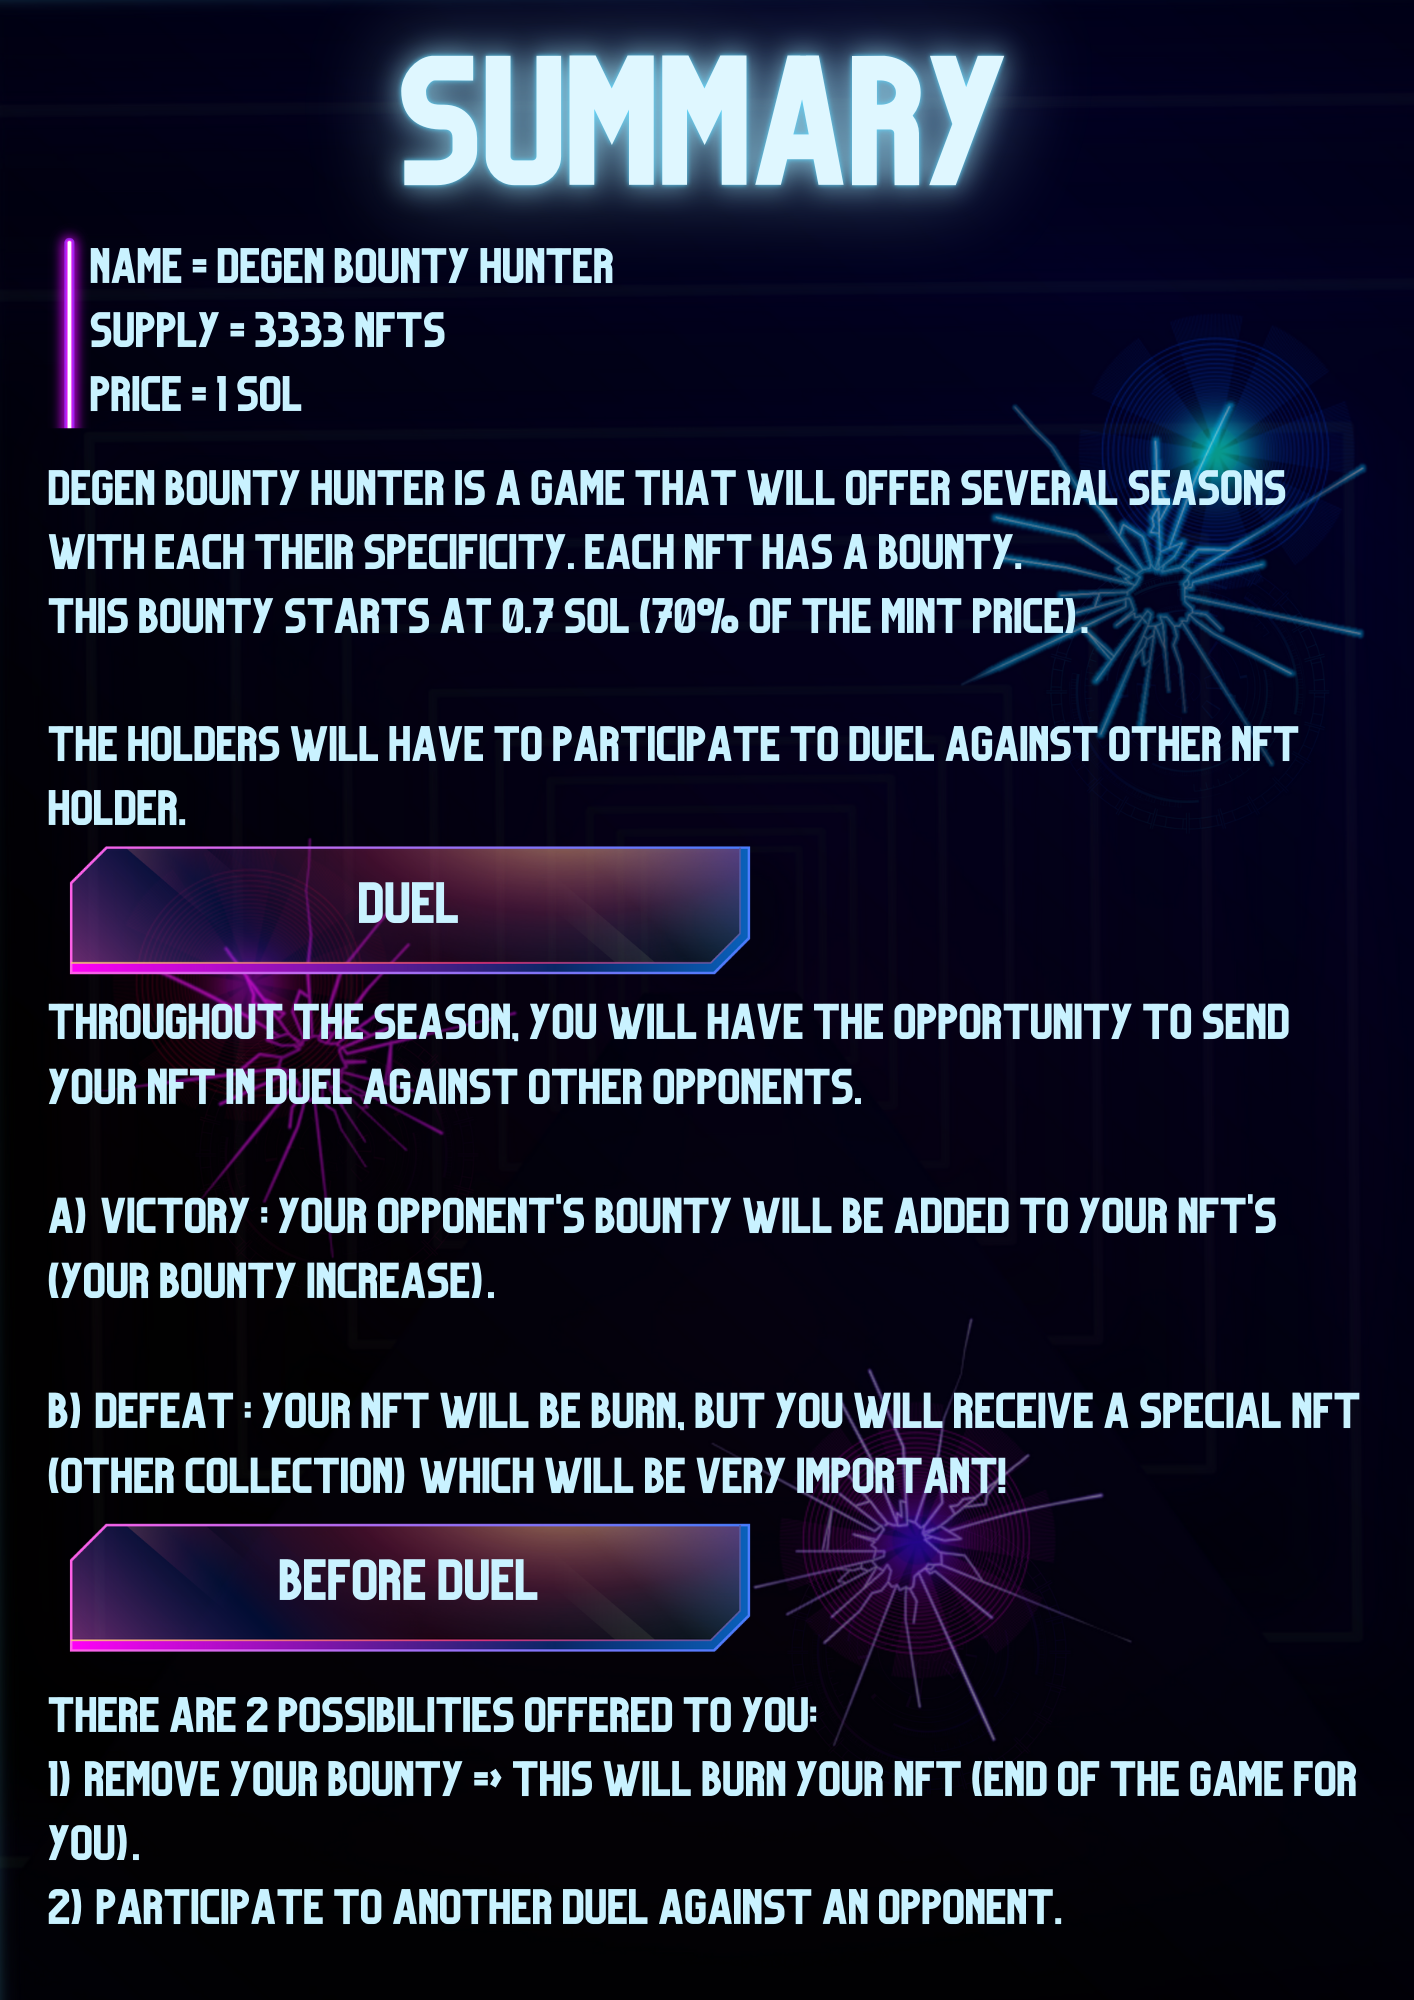 SUMMARY
NAME = DEGEN BOUNTY HUNTER
SUPPLY = 3333 NFTS
PRICE = 1 SOL
DEGEN BOUNTY HUNTER IS A GAME THAT WILL OFFER SEVERAL SEASONS
WITH EACH THEIR SPECIFICITY. EACH NFT HAS A BOUNTY.
THIS BOUNTY STARTS AT 0.7 SOL (70% OF THE MINT PRICE).
THE HOLDERS WILL HAVE TO PARTICIPATE TO DUEL AGAINST OTHER NFT
HOLDER.
DUEL
THROUGHOUT THE SEASON, YOU WILL HAVE THE OPPORTUNITY TO SEND
YOUR NFT IN DUEL AGAINST OTHER OPPONENTS.
A) VICTORY : YOUR OPPONENT'S BOUNTY WILL BE ADDED TO YOUR NFT'S
(YOUR BOUNTY INCREASE).
B) DEFEAT : YOUR NFT WILL BE BURN, BUT YOU WILL RECEIVE A SPECIAL NFT
(OTHER COLLECTION) WHICH WILL BE VERY IMPORTANT!
BEFORE DUEL
THERE ARE 2 POSSIBILITIES OFFERED TO YOU:
1) REMOVE YOUR BOUNTY => THIS WILL BURN YOUR NFT (END OF THE GAME FOR
YOU).
2) PARTICIPATE TO ANOTHER DUEL AGAINST AN OPPONENT.